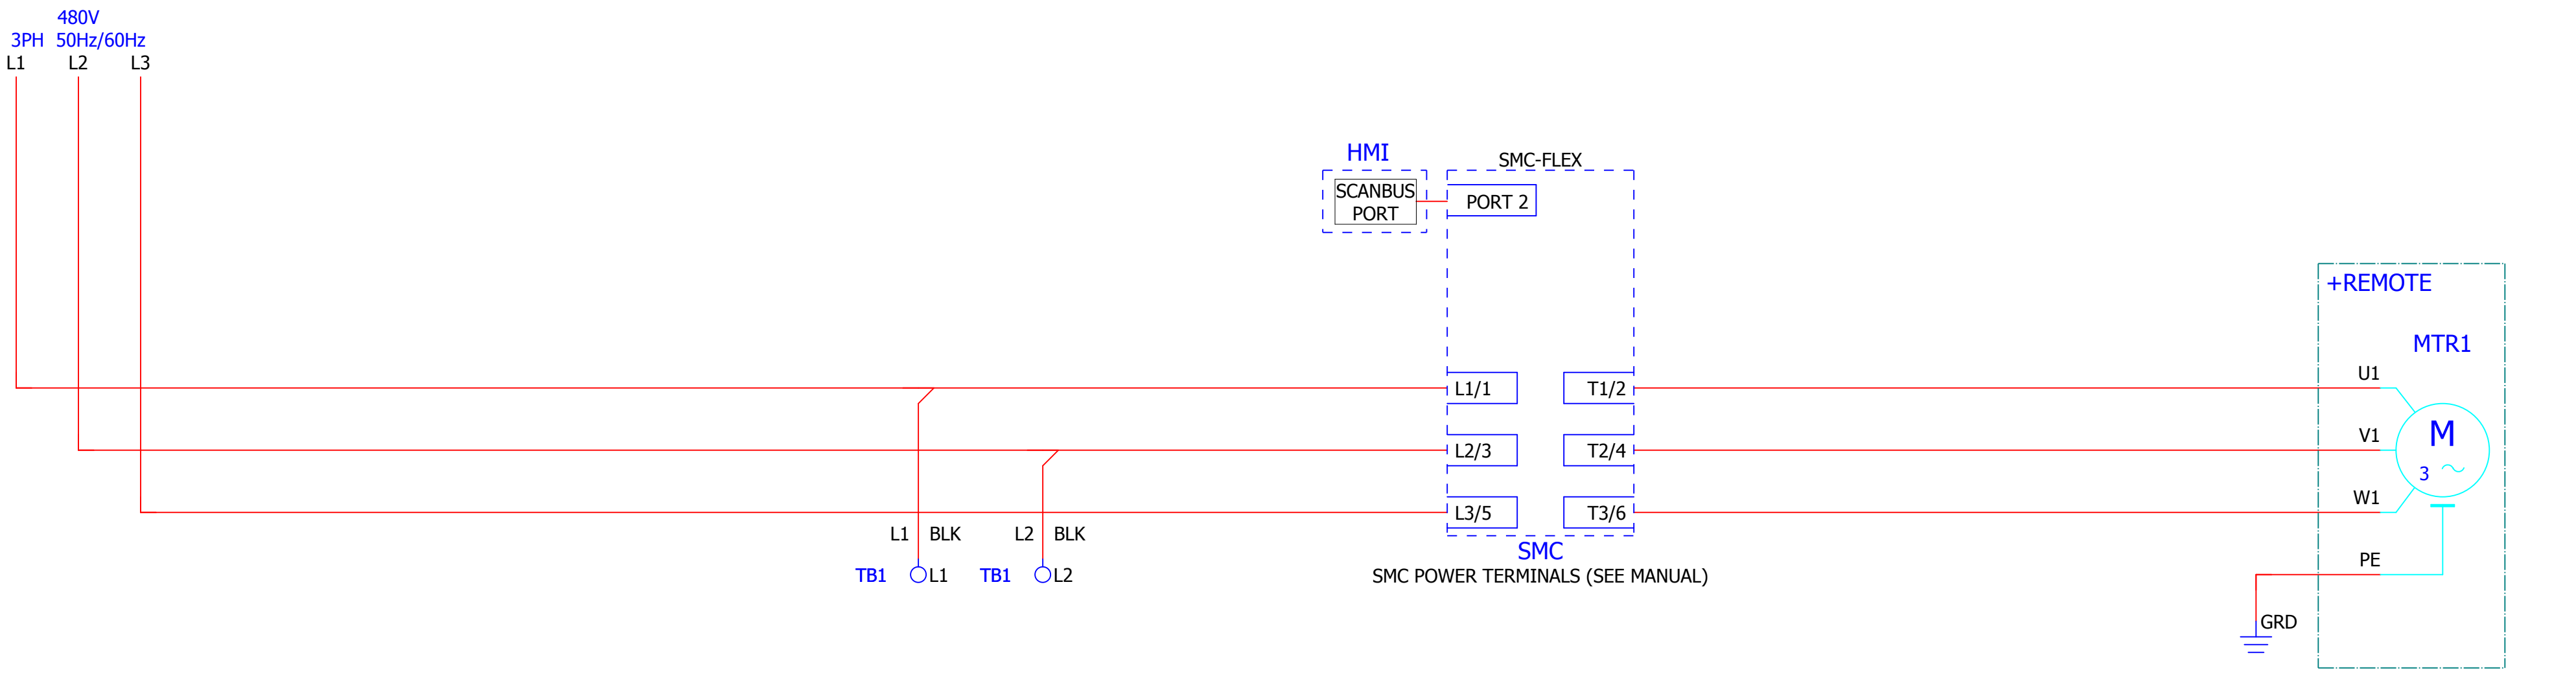 480V
3PH 50Hz/60Hz
L1 L2 L3
HMI
SCANBUS
PORT
SMC-FLEX
PORT 2
+REMOTE
MTR1
L1/1 T1/2 U1
L2/3 T2/4 V1
M
3
L3/5 T3/6 W1
L1 BLK L2 BLK
SMC
PE
TB1 L1 TB1 L2
SMC POWER TERMINALS (SEE MANUAL)
GRD